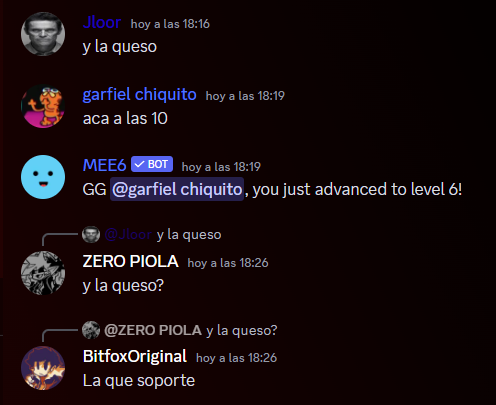 Jloor hoy a las 18:16
y la queso
garfiel chiquito hoy a las 18:19
aca a las 10
MEE6 BOT hoy a las 18:19
GG @garfiel chiquito, you just advanced to level 6!
@Jloor y la queso
ZERO PIOLA hoy a las 18:26
y la queso?
@ZERO PIOLA y la queso?
BitfoxOriginal hoy a las 18:26
La que soporte